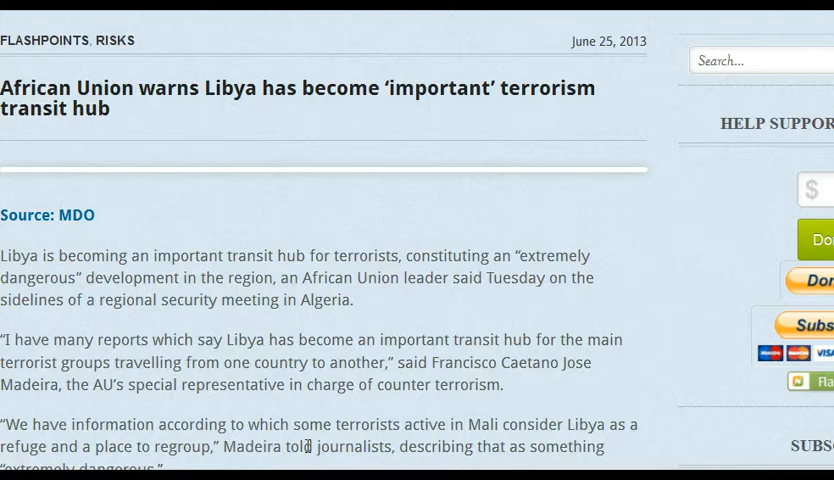 FLASHPOINTS, RISKS
June 25, 2013
Search...
African Union warns Libya has become ‘important’ terrorism
transit hub
HELP SUPPOR
$
Source: MDO
Do
Libya is becoming an important transit hub for terrorists, constituting an “extremely
dangerous” development in the region, an African Union leader said Tuesday on the
sidelines of a regional security meeting in Algeria.
Don
Subs
“I have many reports which say Libya has become an important transit hub for the main
terrorist groups travelling from one country to another,” said Francisco Caetano Jose
Madeira, the AU’s special representative in charge of counter terrorism.
VISA
Fla
“We have information according to which some terrorists active in Mali consider Libya as a
refuge and a place to regroup,” Madeira told journalists, describing that as something
“extremely dangerous.”
SUBS